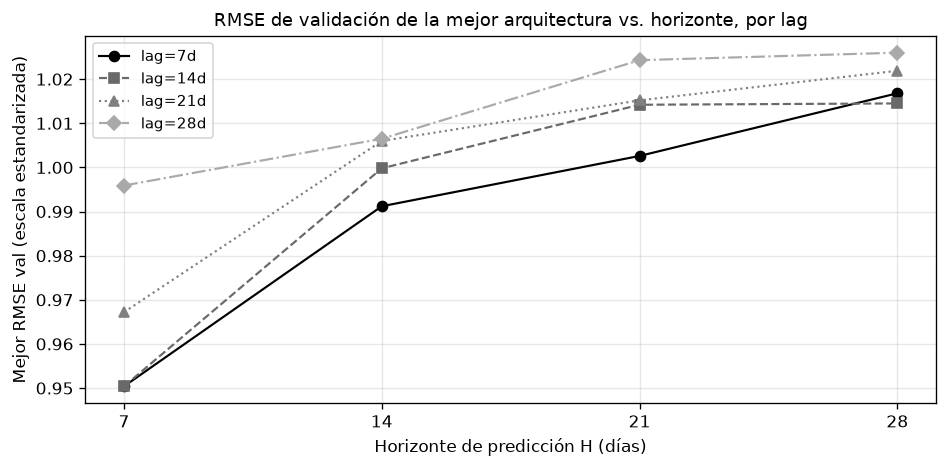 RMSE de validación de la mejor arquitectura vs. horizonte, por lag
lag=7d
lag=14d
lag=21d
lag=28d
Mejor RMSE val (escala estandarizada)
1.02
1.01
1.00
0.99
0.98
0.97
0.96
0.95
7
14
21
28
Horizonte de predicción H (días)